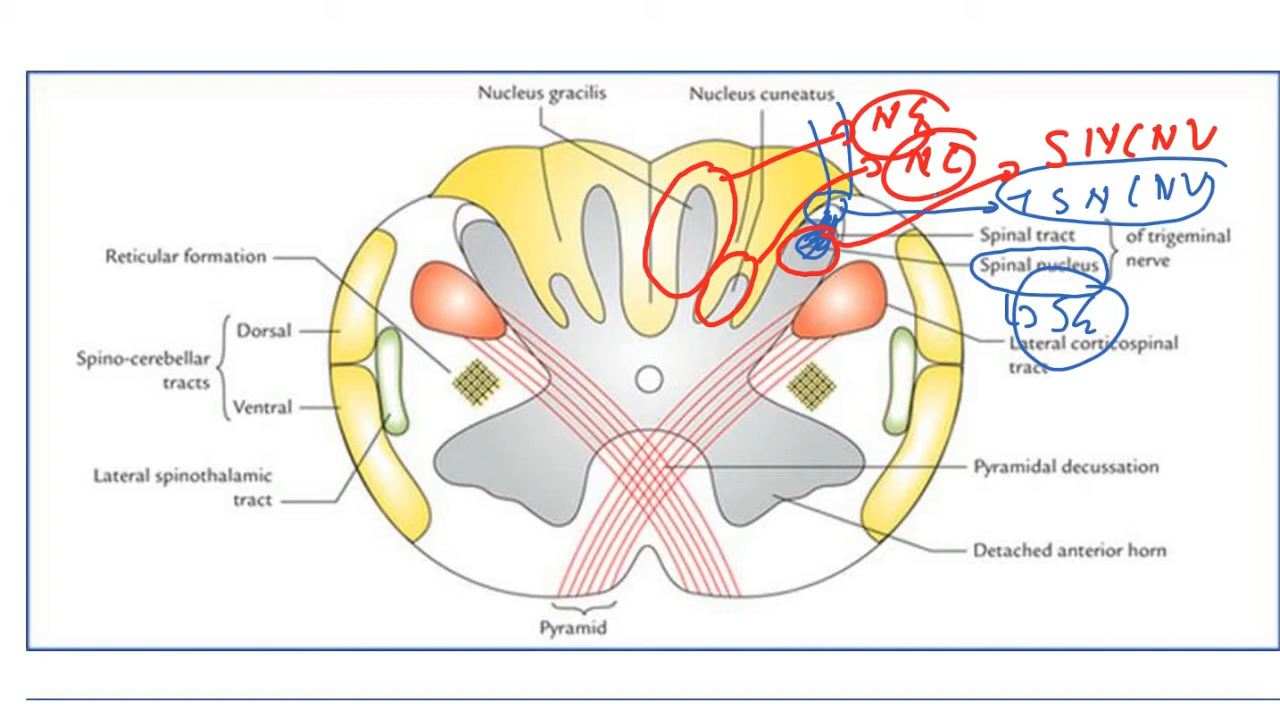 Nucleus gracilis
Nucleus cuneatus
NG
NC
SNCNV
TSNCNV
Spinal tract
Spinal nucleus
of trigeminal
nerve
Reticular formation
Dorsal
Spino-cerebellar
tracts
Ventral
Lateral corticospinal
tract
Lateral spinothalamic
tract
Pyramidal decussation
Detached anterior horn
Pyramid